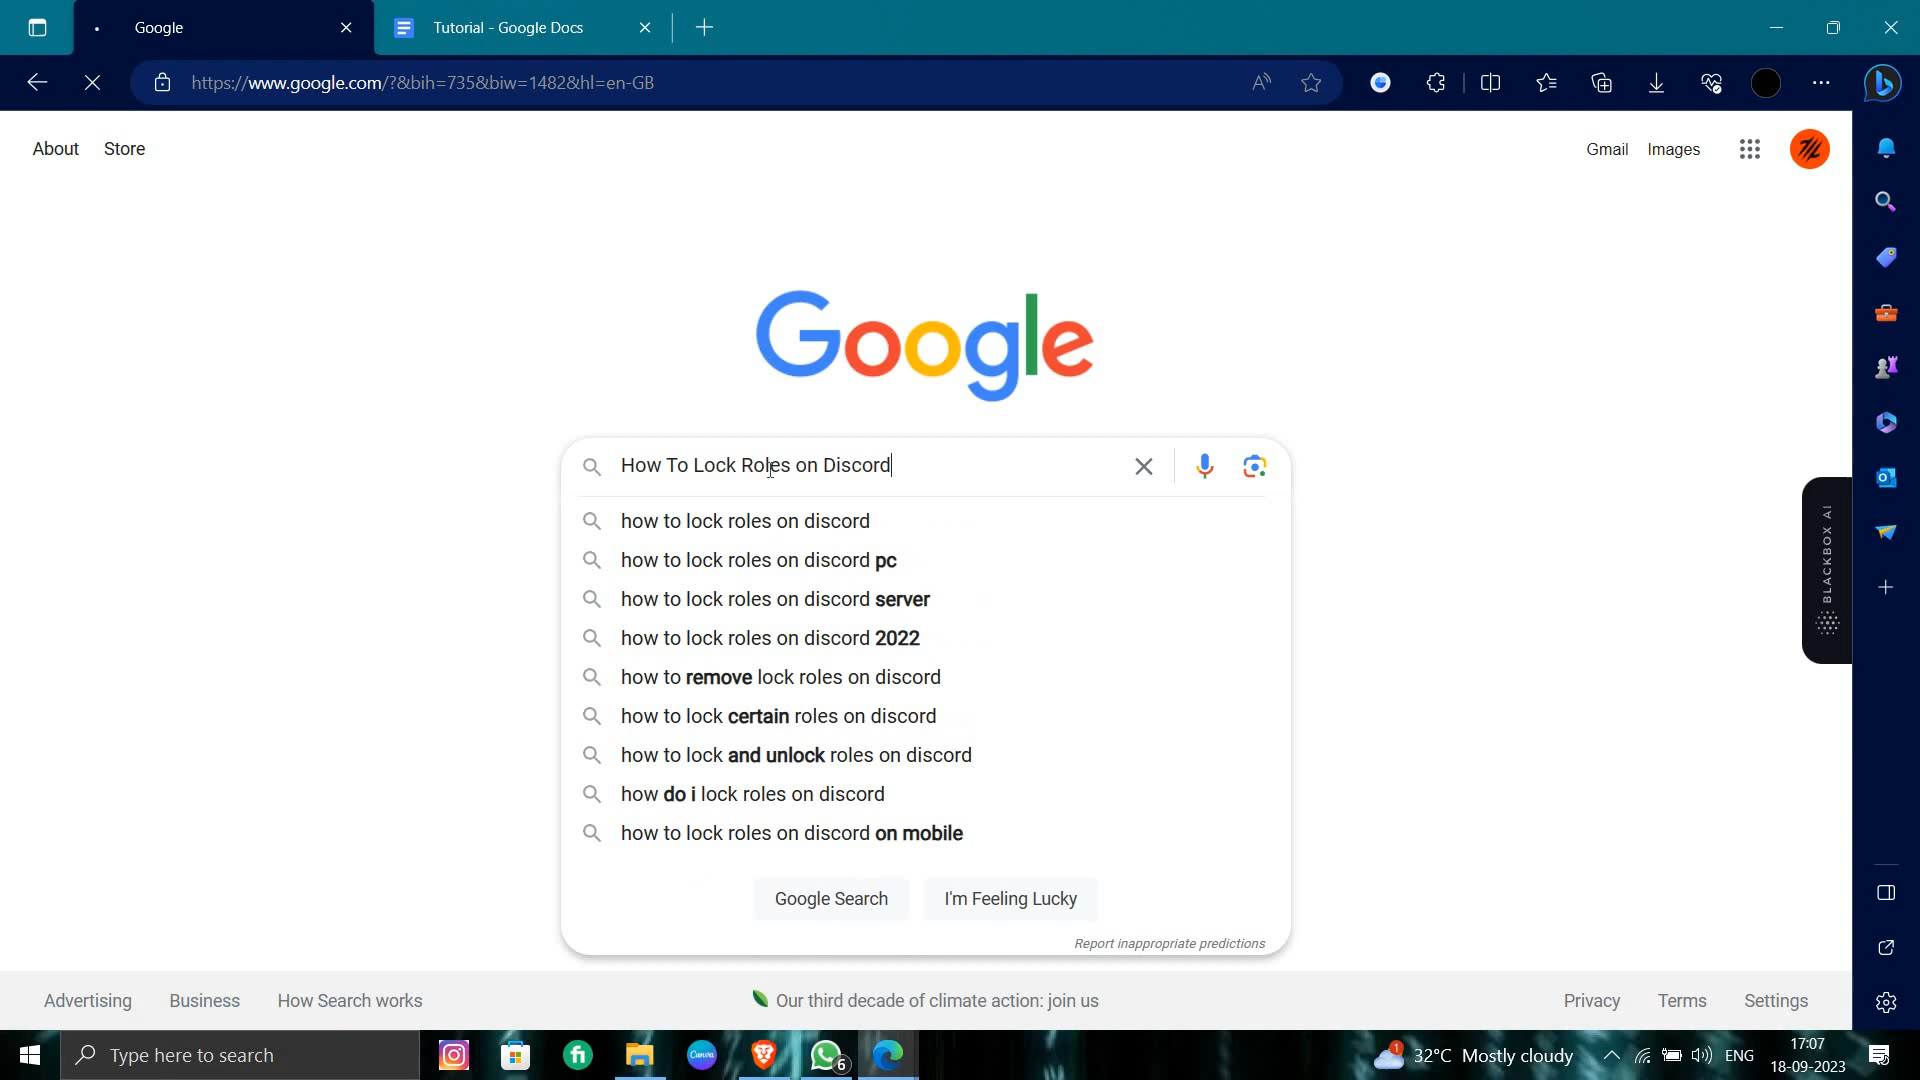 Google
Tutorial - Google Docs
https://www.google.com/?&bih=735&biw=1482&hl=en-GB
About
Store
Gmail
Images
Google
How To Lock Roles on Discord
how to lock roles on discord
how to lock roles on discord pc
how to lock roles on discord server
how to lock roles on discord 2022
how to remove lock roles on discord
how to lock certain roles on discord
how to lock and unlock roles on discord
how do i lock roles on discord
how to lock roles on discord on mobile
Google Search
I'm Feeling Lucky
Report inappropriate predictions
BLACKBOX AI
Advertising
Business
How Search works
Our third decade of climate action: join us
Privacy
Terms
Settings
Type here to search
Canva
6
1
32°C Mostly cloudy
ENG
17:07
18-09-2023